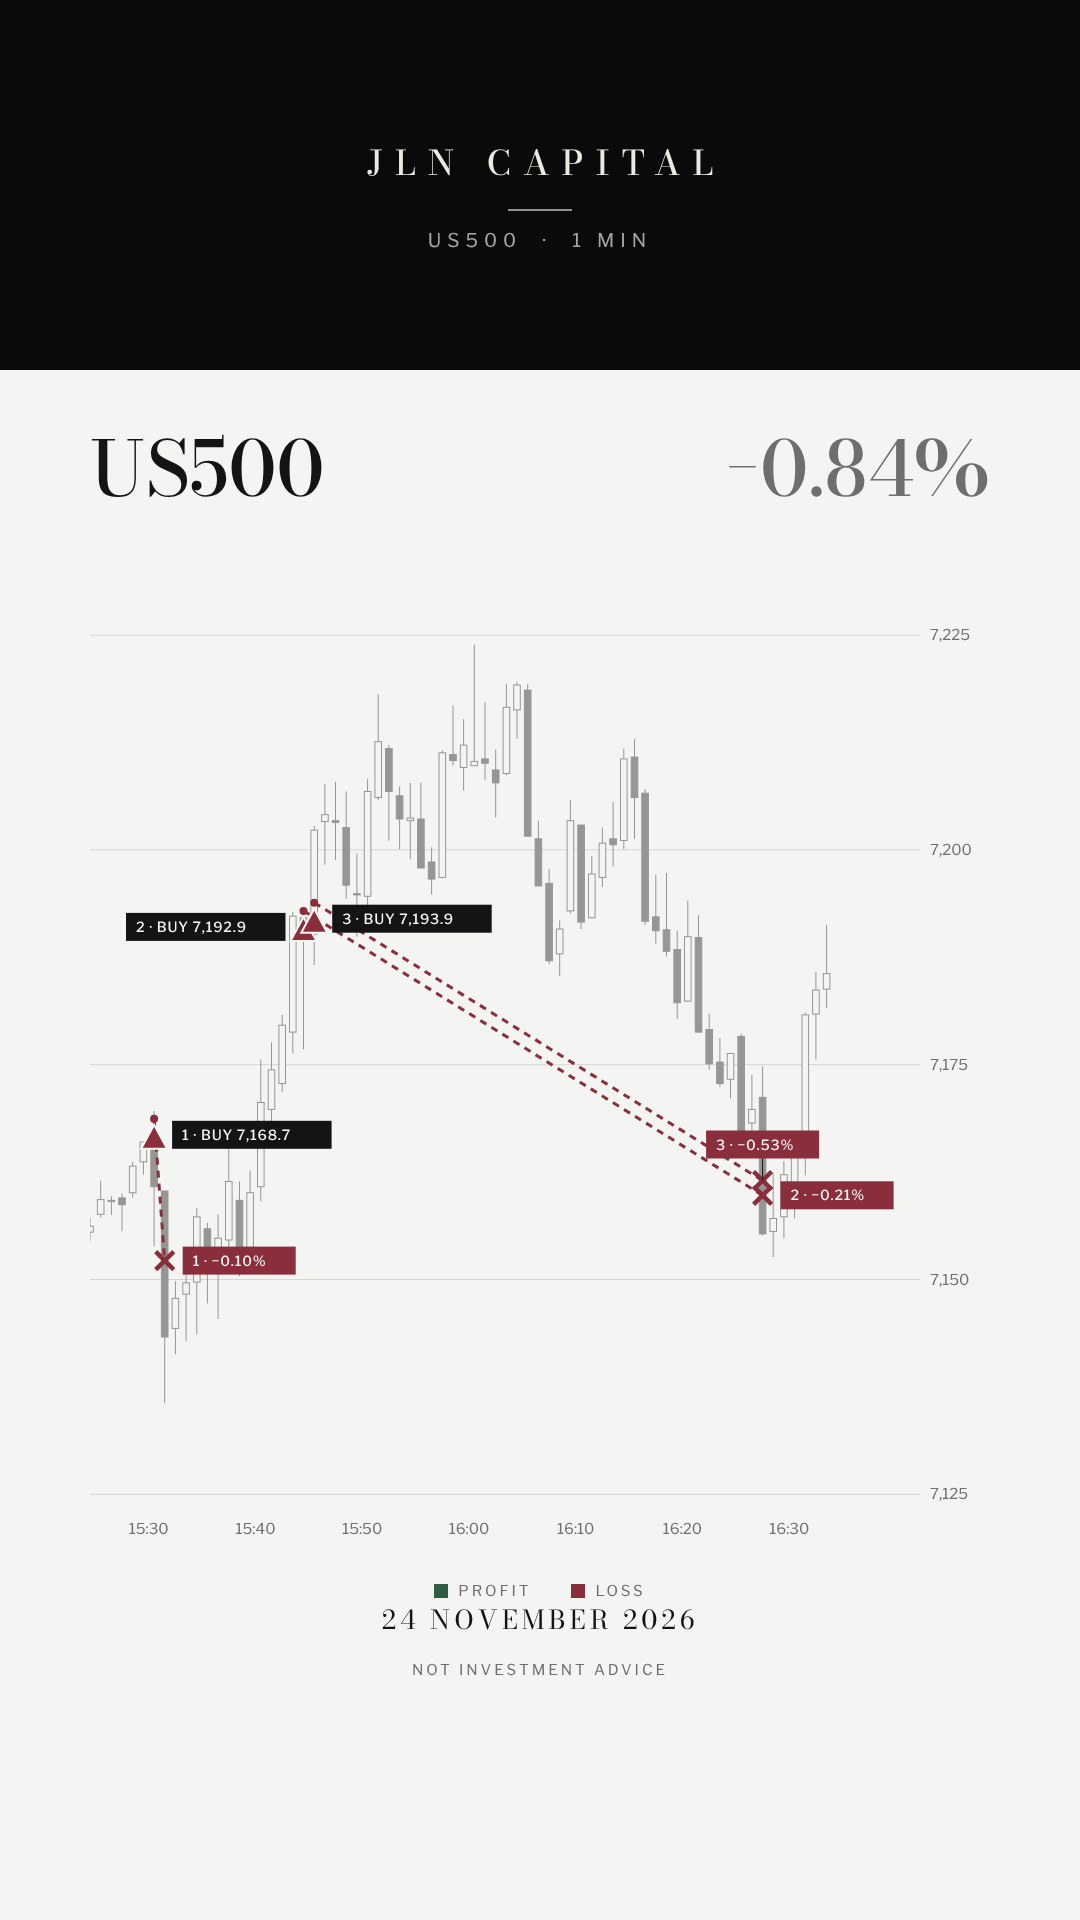 JLN CAPITAL
US500 · 1 MIN
US500
−0.84%
7,225
7,200
2 · BUY 7,192.9
3 · BUY 7,193.9
7,175
1 · BUY 7,168.7
3 · −0.53%
2 · −0.21%
1 · −0.10%
7,150
7,125
15:30 15:40 15:50 16:00 16:10 16:20 16:30
PROFIT LOSS
24 NOVEMBER 2026
NOT INVESTMENT ADVICE